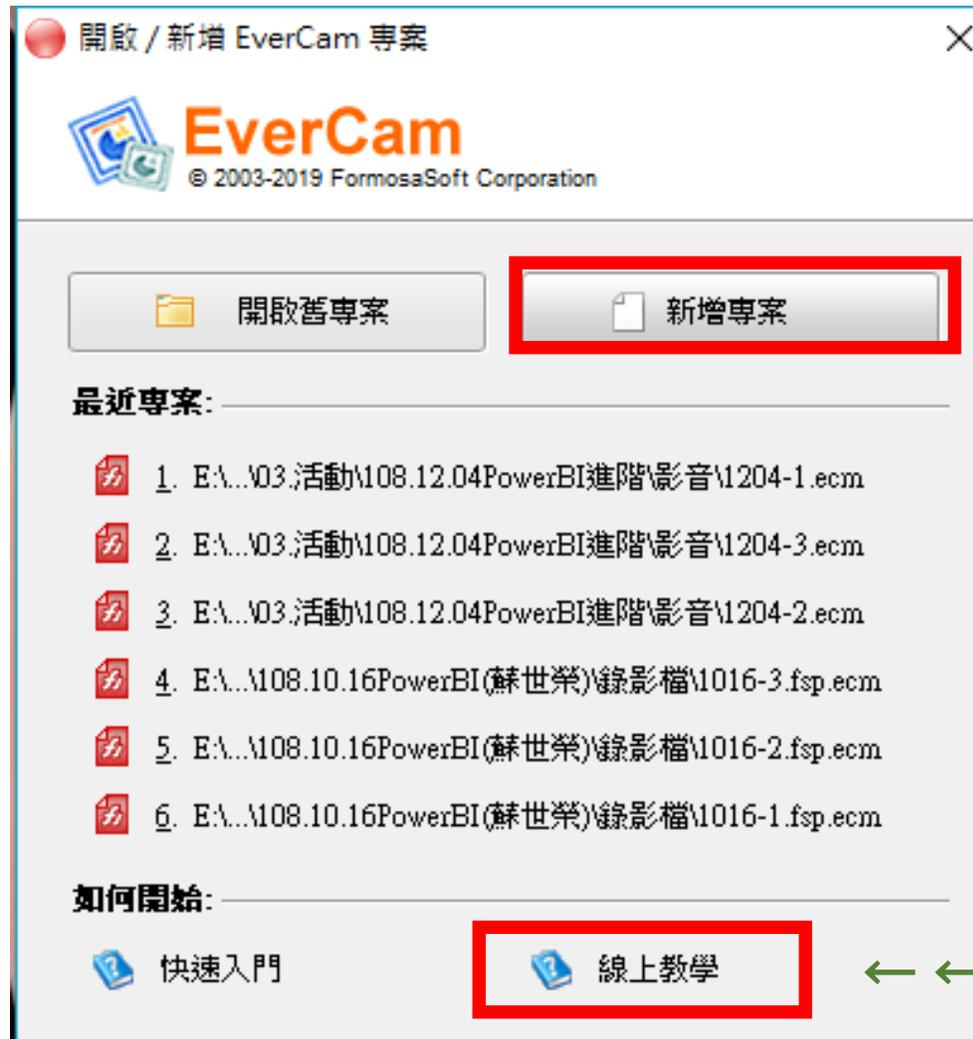 開啟 / 新增 EverCam 專案
EverCam
© 2003-2019 FormosaSoft Corporation
開啟舊專案
新增專案
最近專案:
1. E:\...\03.活動\108.12.04PowerBI進階\影音\1204-1.ecm
2. E:\...\03.活動\108.12.04PowerBI進階\影音\1204-3.ecm
3. E:\...\03.活動\108.12.04PowerBI進階\影音\1204-2.ecm
4. E:\...\108.10.16PowerBI(蘇世榮)\錄影檔\1016-3.fsp.ecm
5. E:\...\108.10.16PowerBI(蘇世榮)\錄影檔\1016-2.fsp.ecm
6. E:\...\108.10.16PowerBI(蘇世榮)\錄影檔\1016-1.fsp.ecm
如何開始:
快速入門
線上教學